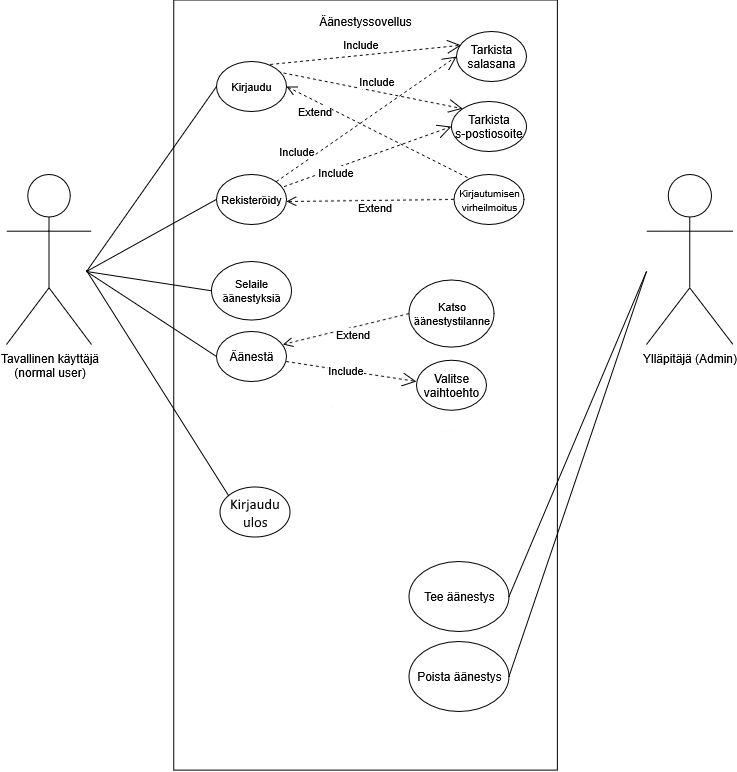 Äänestyssovellus
Include
Tarkista
salasana
Kirjaudu
Include
Extend
Tarkista
s-postiosoite
Include
Include
Rekisteröidy
Kirjautumisen
virheilmoitus
Extend
Selaile
äänestyksiä
Katso
äänestystilanne
Extend
Äänestä
Include
Valitse
vaihtoehto
Tavallinen käyttäjä
(normal user)
Ylläpitäjä (Admin)
Kirjaudu
ulos
Tee äänestys
Poista äänestys